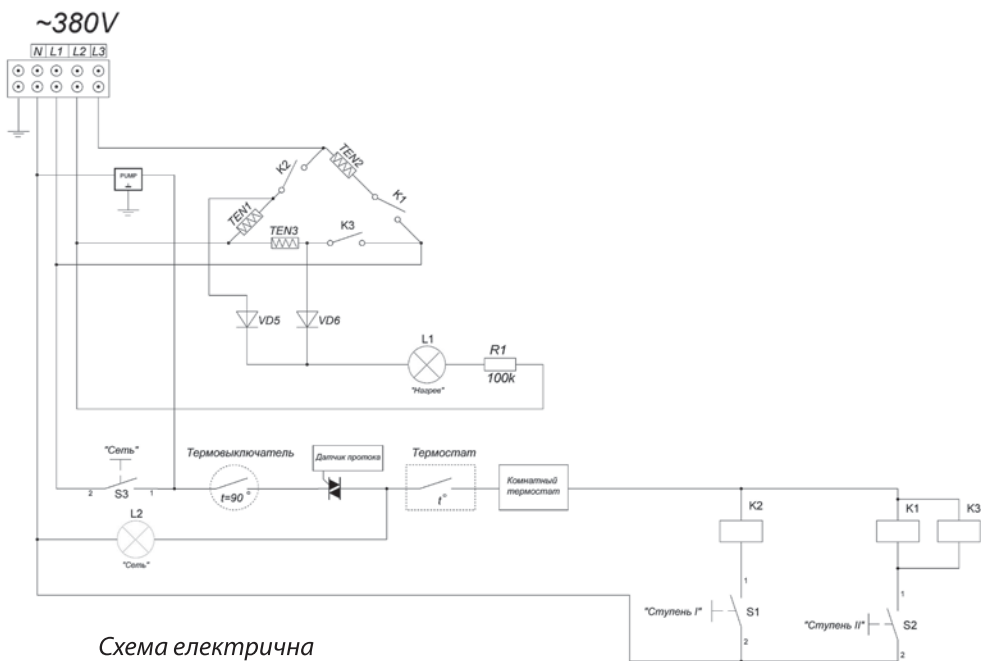 ~380V
N L1 L2 L3
PUMP
K2
TEN2
K1
TEN1
TEN3
K3
VD5
VD6
L1
"Нагрев"
R1
100k
"Сеть"
2 S3 1
Термовыключатель
t=90°
Датчик протока
Термостат
t°
Комнатный
термостат
L2
"Сеть"
K2
K1
K3
1
"Ступень I"
S1
2
1
"Ступень II"
S2
2
Схема електрична